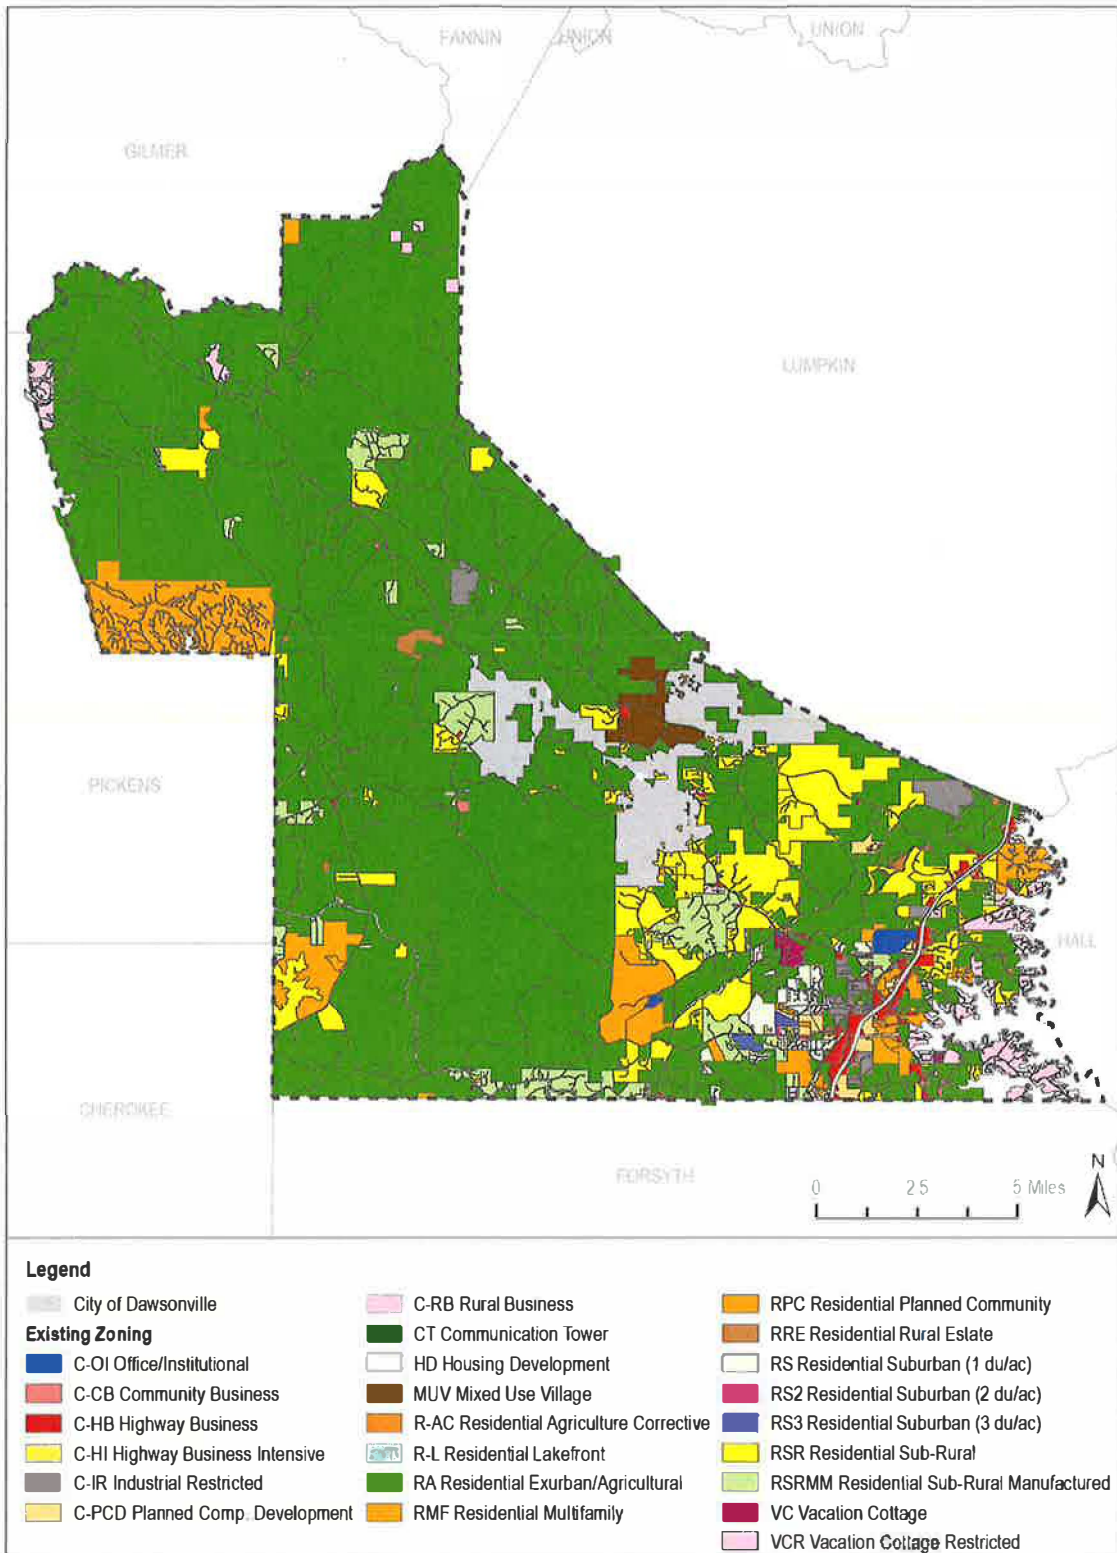 FANNIN
UNION
UNION
GILMER
LUMPKIN
PICKENS
HALL
CHEROKEE
FORSYTH
N
0 2.5 5 Miles
Legend
City of Dawsonville
Existing Zoning
C-OI Office/Institutional
C-CB Community Business
C-HB Highway Business
C-HI Highway Business Intensive
C-IR Industrial Restricted
C-PCD Planned Comp. Development
C-RB Rural Business
CT Communication Tower
HD Housing Development
MUV Mixed Use Village
R-AC Residential Agriculture Corrective
R-L Residential Lakefront
RA Residential Exurban/Agricultural
RMF Residential Multifamily
RPC Residential Planned Community
RRE Residential Rural Estate
RS Residential Suburban (1 du/ac)
RS2 Residential Suburban (2 du/ac)
RS3 Residential Suburban (3 du/ac)
RSR Residential Sub-Rural
RSRMM Residential Sub-Rural Manufactured
VC Vacation Cottage
VCR Vacation Cottage Restricted